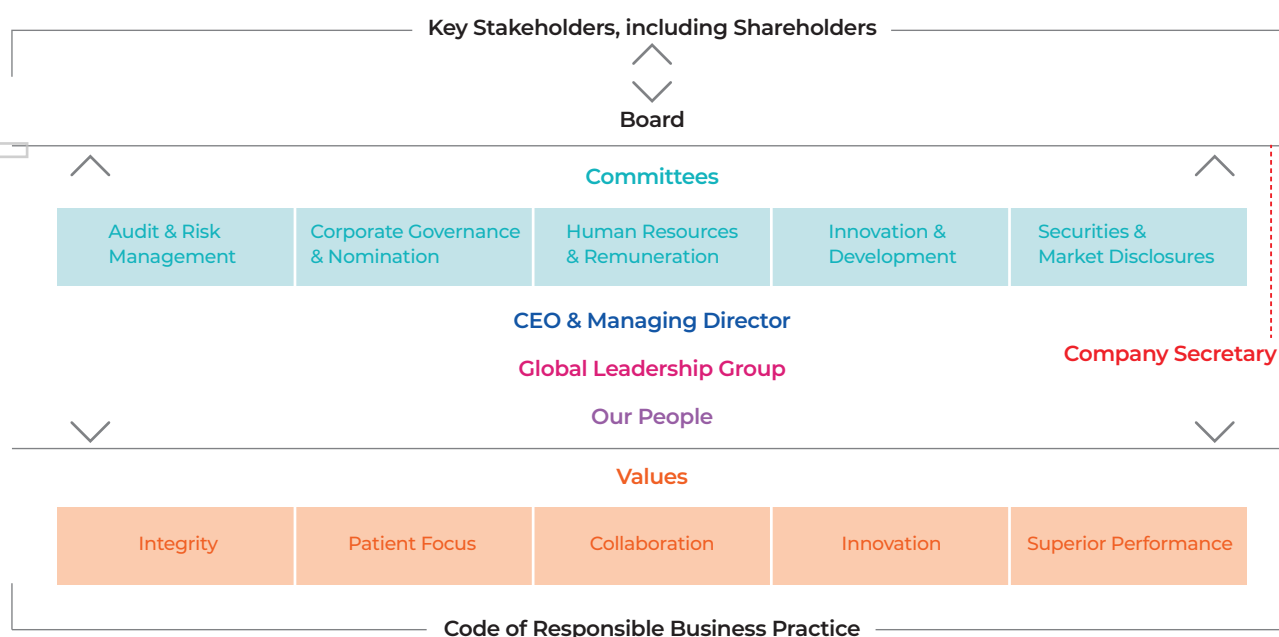 Key Stakeholders, including Shareholders
Board
Committees
Audit & Risk
Management
Corporate Governance
& Nomination
Human Resources
& Remuneration
Innovation &
Development
Securities &
Market Disclosures
CEO & Managing Director
Company Secretary
Global Leadership Group
Our People
Values
Integrity
Patient Focus
Collaboration
Innovation
Superior Performance
Code of Responsible Business Practice